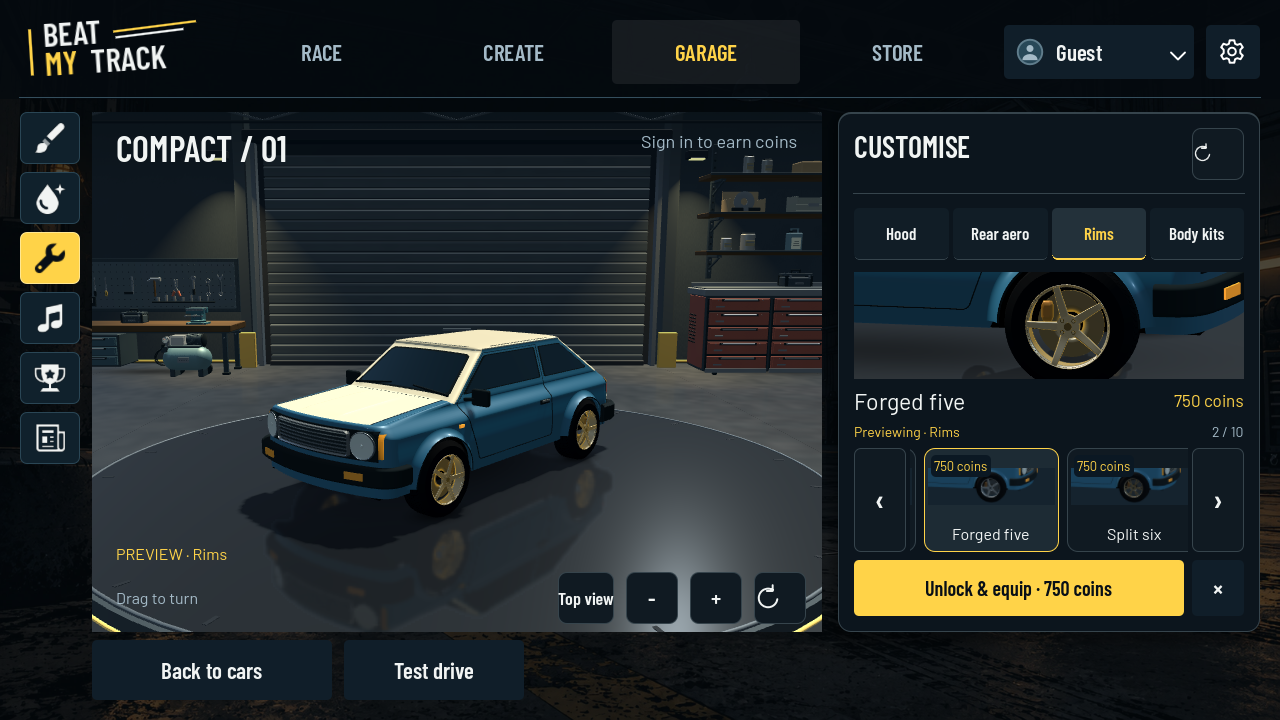 BEAT
MY TRACK
RACE
CREATE
GARAGE
STORE
Guest
COMPACT / 01
Sign in to earn coins
PREVIEW · Rims
Drag to turn
Top view
-
+
Back to cars
Test drive
CUSTOMISE
Hood
Rear aero
Rims
Body kits
Forged five
750 coins
Previewing · Rims
2 / 10
‹
750 coins
Forged five
750 coins
Split six
›
Unlock & equip · 750 coins
×